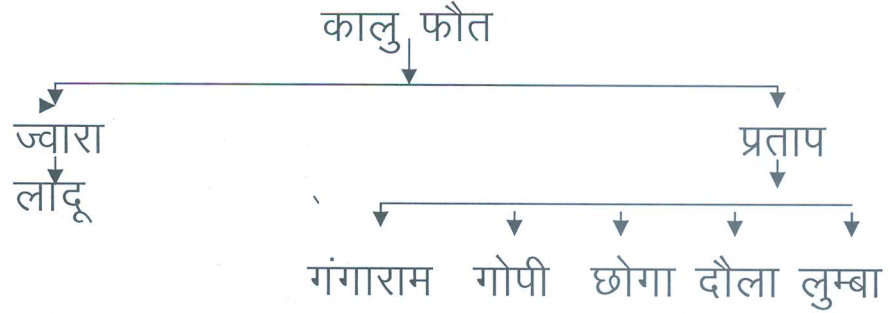 कालु फौत
ज्वारा प्रताप
लादू
गंगाराम गोपी छोगा दौला लुम्बा